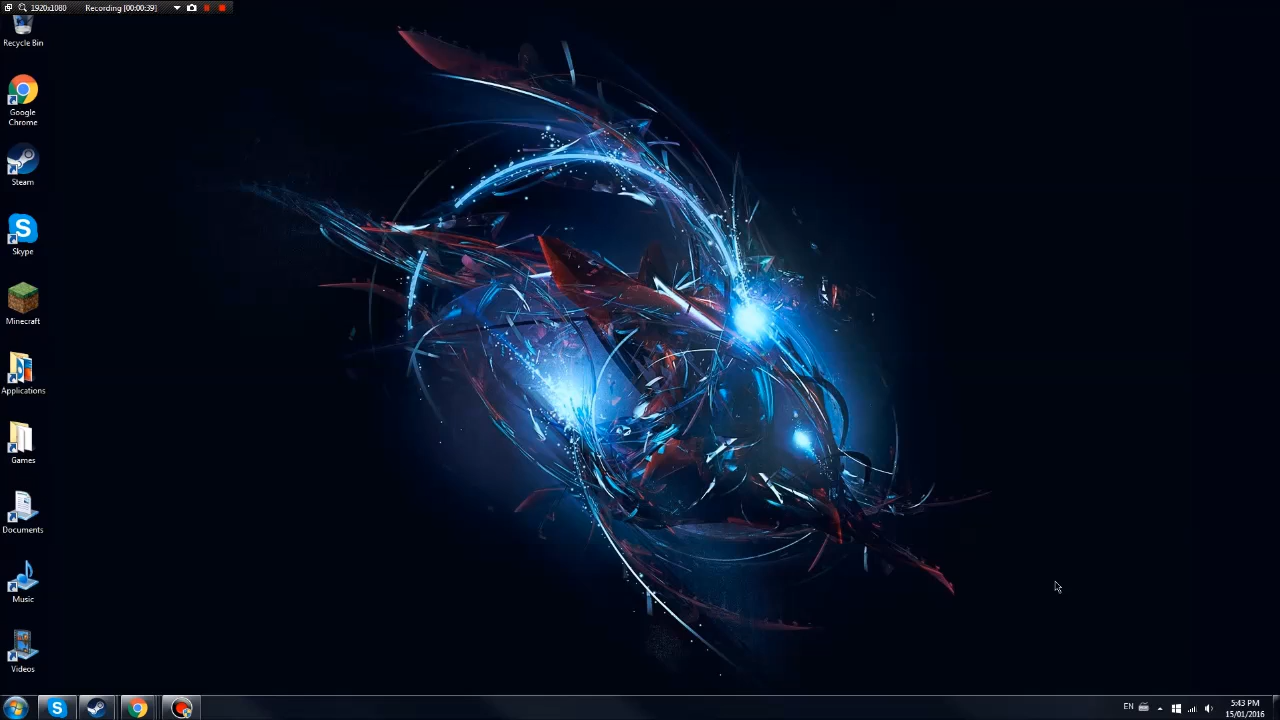 1920x1080 Recording [00:00:39]
Recycle Bin
Google
Chrome
Steam
S
Skype
Minecraft
Applications
Games
Documents
Music
Videos
S
EN
5:43 PM
15/01/2016